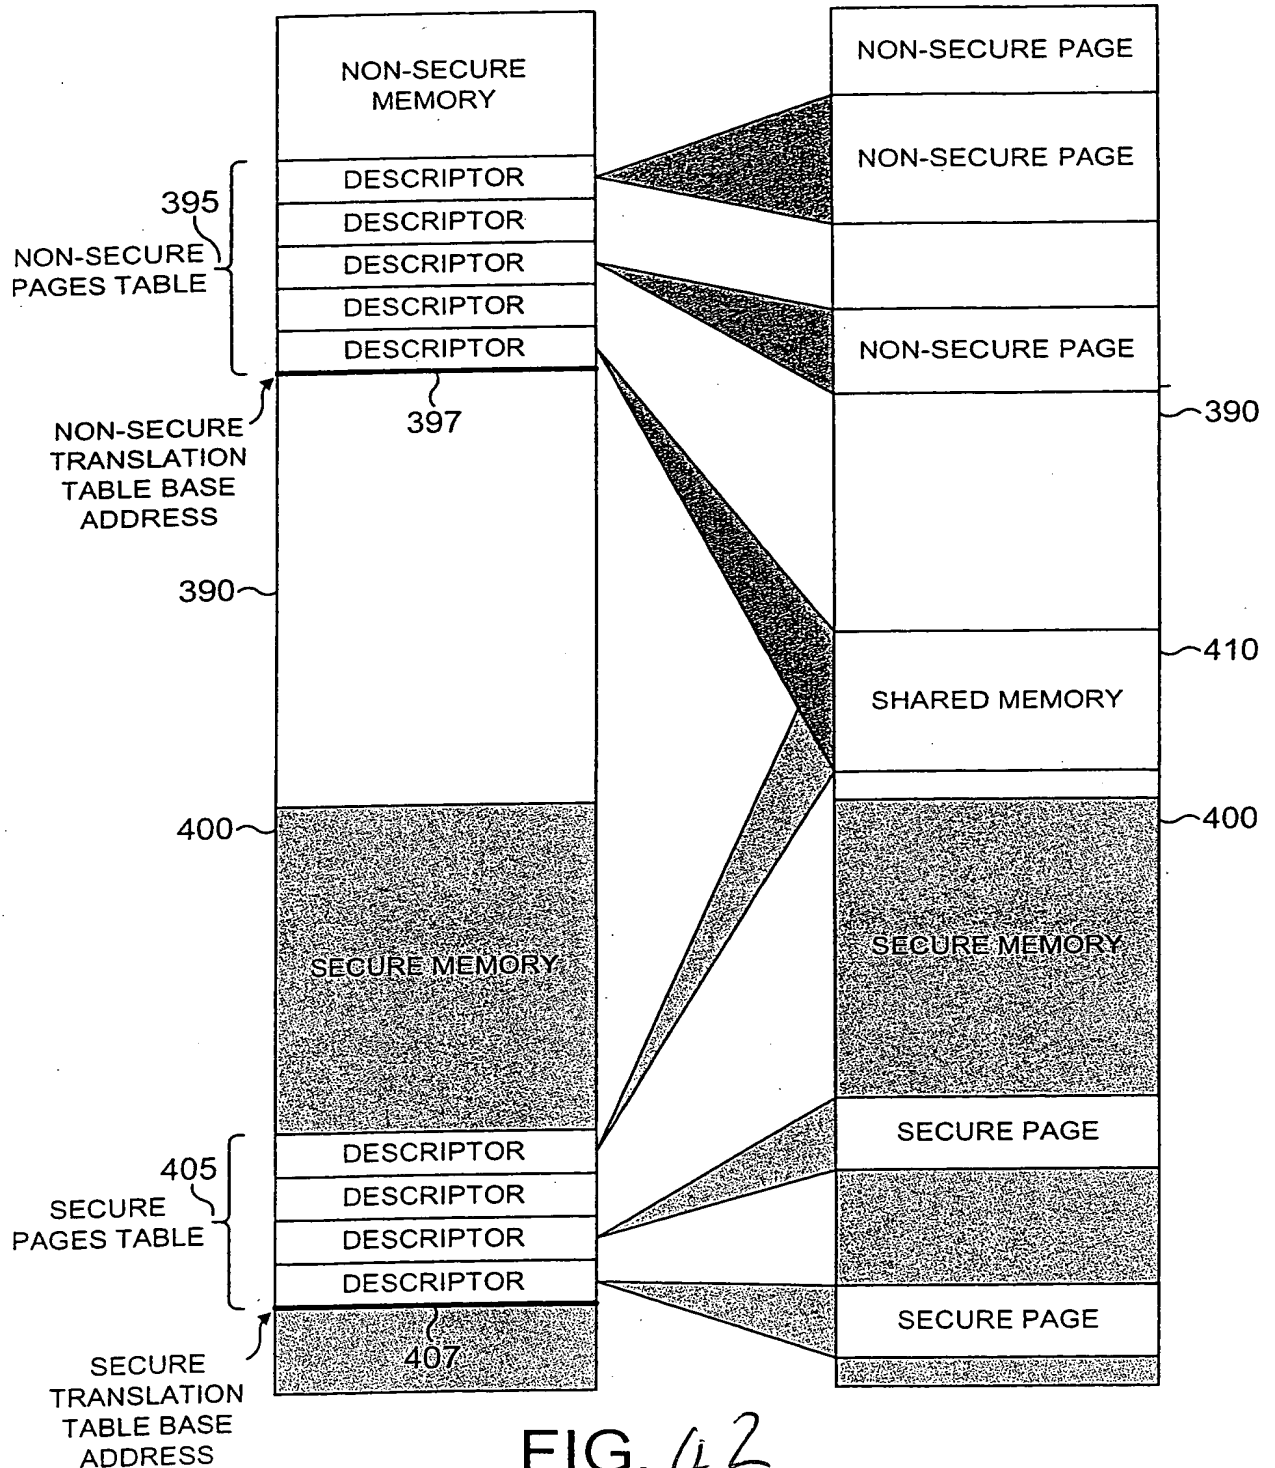 NON-SECURE
MEMORY
DESCRIPTOR
DESCRIPTOR
DESCRIPTOR
DESCRIPTOR
DESCRIPTOR
395
NON-SECURE
PAGES TABLE
397
NON-SECURE
TRANSLATION
TABLE BASE
ADDRESS
390
400
SECURE MEMORY
DESCRIPTOR
DESCRIPTOR
DESCRIPTOR
DESCRIPTOR
405
SECURE
PAGES TABLE
407
SECURE
TRANSLATION
TABLE BASE
ADDRESS
NON-SECURE PAGE
NON-SECURE PAGE
NON-SECURE PAGE
390
410
SHARED MEMORY
400
SECURE MEMORY
SECURE PAGE
SECURE PAGE
FIG. 42